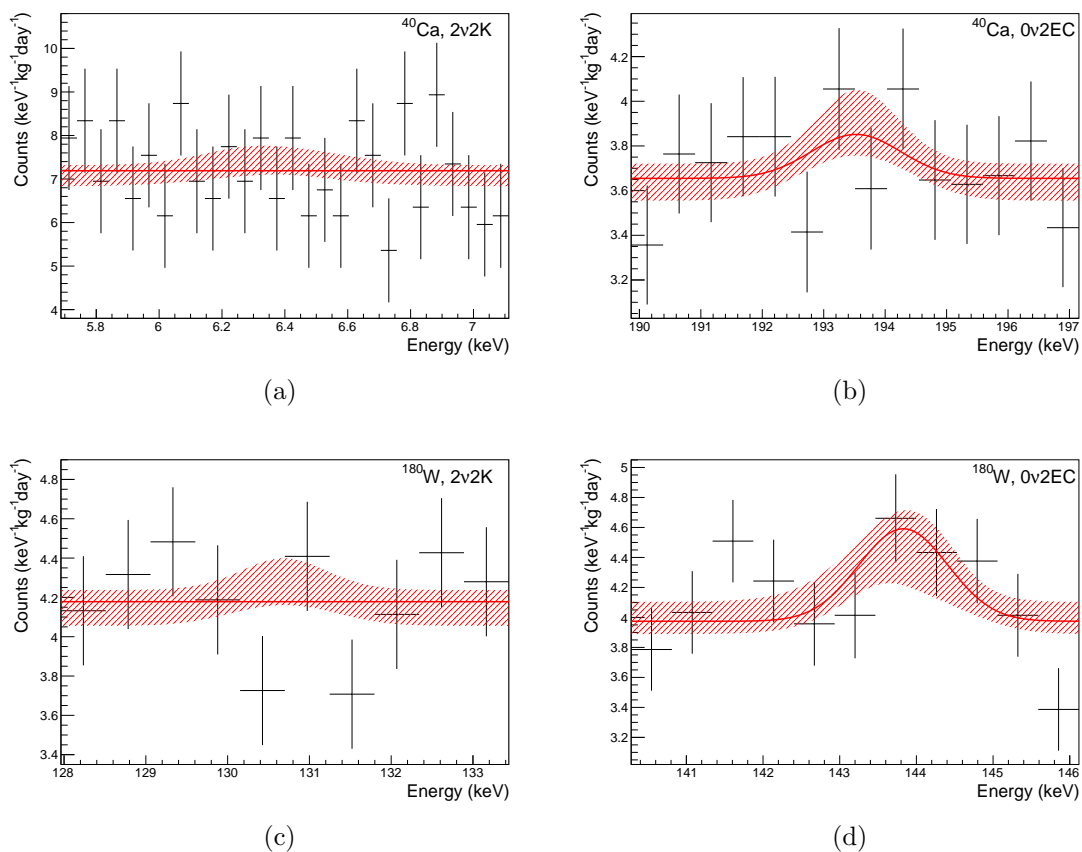 ⁴⁰Ca, 2ν2K
Counts (keV⁻¹kg⁻¹day⁻¹)
10
9
8
7
6
5
4
5.8 6 6.2 6.4 6.6 6.8 7
Energy (keV)
(a)
⁴⁰Ca, 0ν2EC
Counts (keV⁻¹kg⁻¹day⁻¹)
4.2
4
3.8
3.6
3.4
3.2
190 191 192 193 194 195 196 197
Energy (keV)
(b)
¹⁸⁰W, 2ν2K
Counts (keV⁻¹kg⁻¹day⁻¹)
4.8
4.6
4.4
4.2
4
3.8
3.6
3.4
128 129 130 131 132 133
Energy (keV)
(c)
¹⁸⁰W, 0ν2EC
Counts (keV⁻¹kg⁻¹day⁻¹)
5
4.8
4.6
4.4
4.2
4
3.8
3.6
3.4
3.2
141 142 143 144 145 146
Energy (keV)
(d)